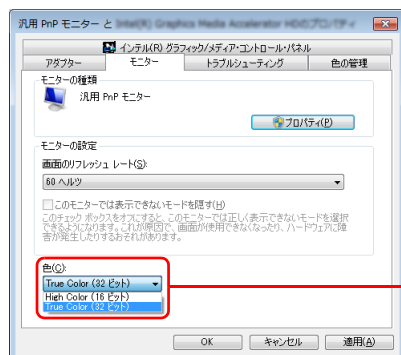 汎用 PnP モニター と Intel(R) Graphics Media Accelerator HDのプロパティ
インテル(R) グラフィック/メディア・コントロール・パネル
アダプター モニター トラブルシューティング 色の管理
モニターの種類
汎用 PnP モニター
プロパティ(P)
モニターの設定
画面のリフレッシュ レート(S):
60 ヘルツ
このモニターでは表示できないモードを隠す(H)
このチェック ボックスをオフにすると、このモニターでは正しく表示できないモードを選択
できるようになります。これが原因で、画面が使用できなくなったり、ハードウェアに障
害が発生したりするおそれがあります。
色(C):
True Color (32 ビット)
High Color (16 ビット)
True Color (32 ビット)
OK キャンセル 適用(A)